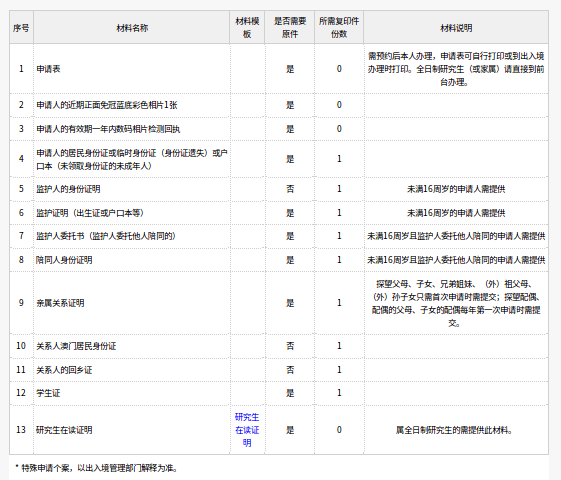 序号 材料名称 材料模板 是否需要原件 所需复印件份数 材料说明
1 申请表 是 0 需预约后本人办理，申请表可自行打印或到出入境
办理时打印。全日制研究生（或家属）请直接到前
台办理。
2 申请人的近期正面免冠蓝底彩色相片1张 是 0
3 申请人的有效期一年内数码相片检测回执 是 0
4 申请人的居民身份证或临时身份证（身份证遗失）或户
口本（未领取身份证的未成年人） 是 1
5 监护人的身份证明 否 1 未满16周岁的申请人需提供
6 监护证明（出生证或户口本等） 是 1 未满16周岁的申请人需提供
7 监护人委托书（监护人委托他人陪同的） 是 1 未满16周岁且监护人委托他人陪同的申请人需提供
8 陪同人身份证明 是 1 未满16周岁且监护人委托他人陪同的申请人需提供
9 亲属关系证明 是 1 探望父母、子女、兄弟姐妹、（外）祖父母、
（外）孙子女只需首次申请时需提交；探望配偶、
配偶的父母、子女的配偶每年第一次申请时需提
交。
10 关系人澳门居民身份证 否 1
11 关系人的回乡证 否 1
12 学生证 是 1
13 研究生在读证明 研究生
在读证
明 是 0 属全日制研究生的需提供此材料。
* 特殊申请个案，以出入境管理部门解释为准。